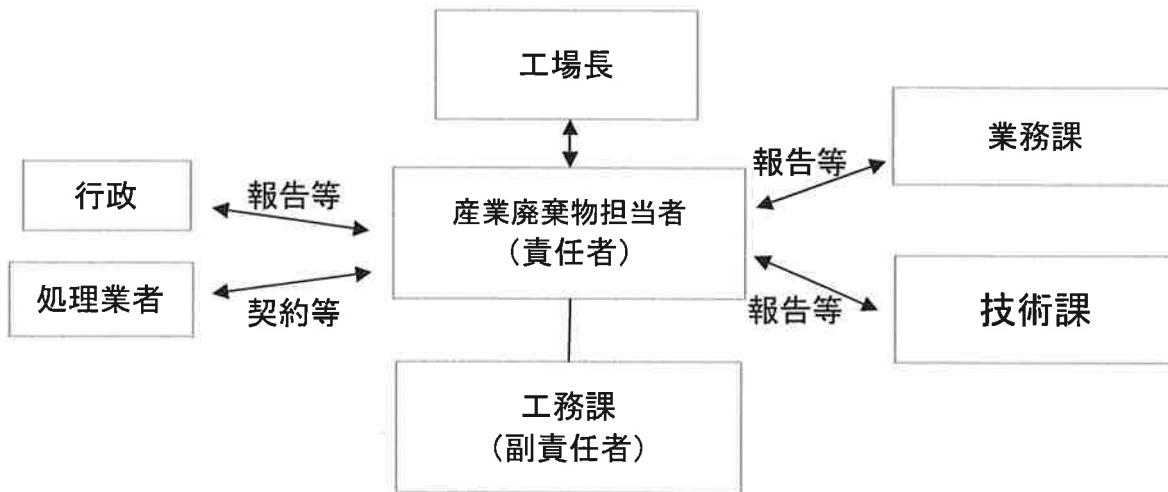 工場長
業務課
報告等
行政
報告等
産業廃棄物担当者
(責任者)
処理業者
契約等
報告等
技術課
工務課
(副責任者)